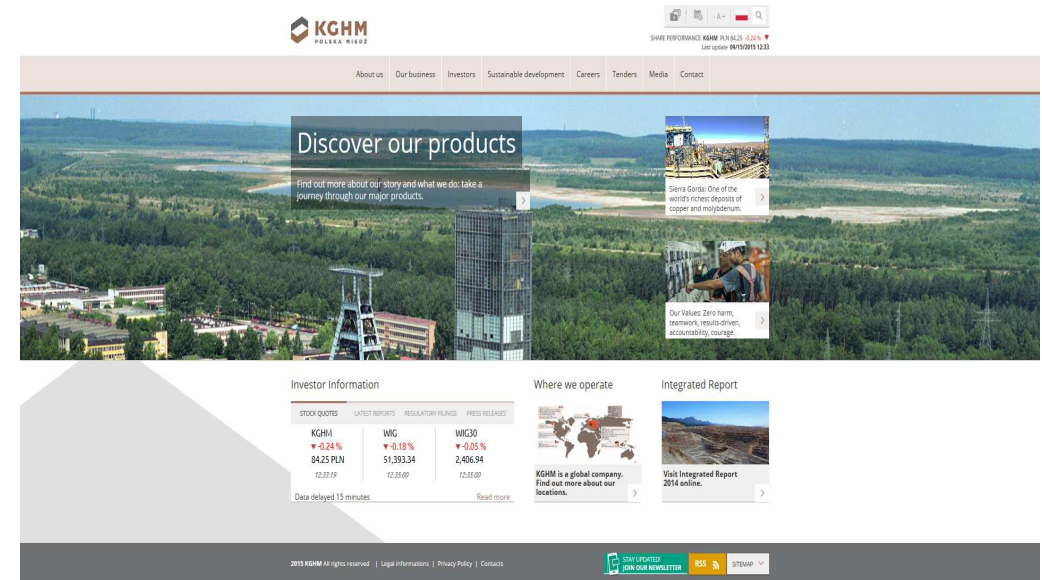 KGHM
POLSKA MIEDŹ
- A +
SHARE PERFORMANCE KGHM PLN 84.25 -0.24 % ▼
Last update 09/15/2015 12:33
About us
Our business
Investors
Sustainable development
Careers
Tenders
Media
Contact
Discover our products
Find out more about our story and what we do: take a
journey through our major products.
Sierra Gorda: One of the
world's richest deposits of
copper and molybdenum.
Our Values: Zero harm,
teamwork, results-driven,
accountability, courage.
Investor Information
STOCK QUOTES LATEST REPORTS REGULATORY FILINGS PRESS RELEASES
KGHM WIG WIG30
▼ -0.24 % ▼ -0.18 % ▼ -0.05 %
84.25 PLN 51,393.34 2,406.94
12:33:19 12:35:00 12:35:00
Data delayed 15 minutes Read more
Where we operate
KGHM is a global company.
Find out more about our
locations.
Integrated Report
Visit Integrated Report
2014 online.
2015 KGHM All rights reserved | Legal informations | Privacy Policy | Contacts
STAY UPDATED!
JOIN OUR NEWSLETTER
RSS
SITEMAP